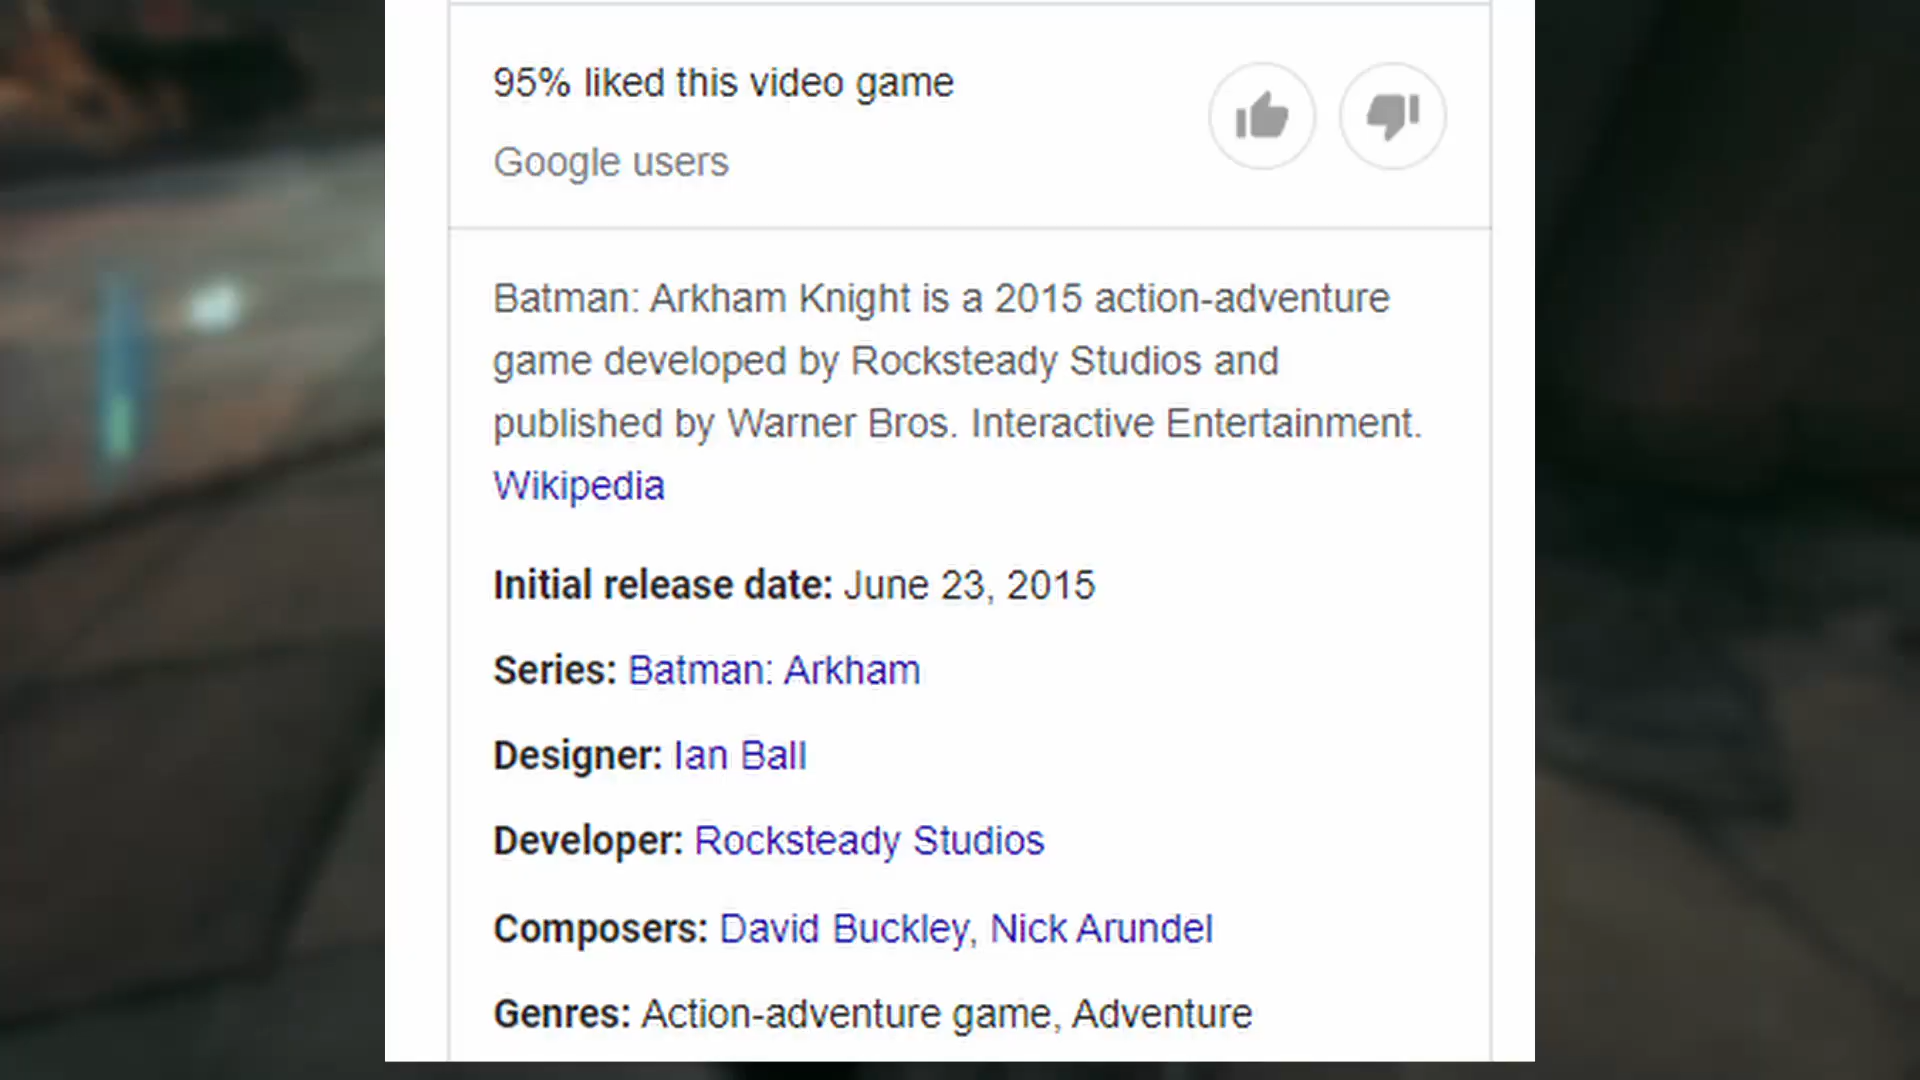 95% liked this video game
Google users
Batman: Arkham Knight is a 2015 action-adventure
game developed by Rocksteady Studios and
published by Warner Bros. Interactive Entertainment.
Wikipedia
Initial release date: June 23, 2015
Series: Batman: Arkham
Designer: Ian Ball
Developer: Rocksteady Studios
Composers: David Buckley, Nick Arundel
Genres: Action-adventure game, Adventure